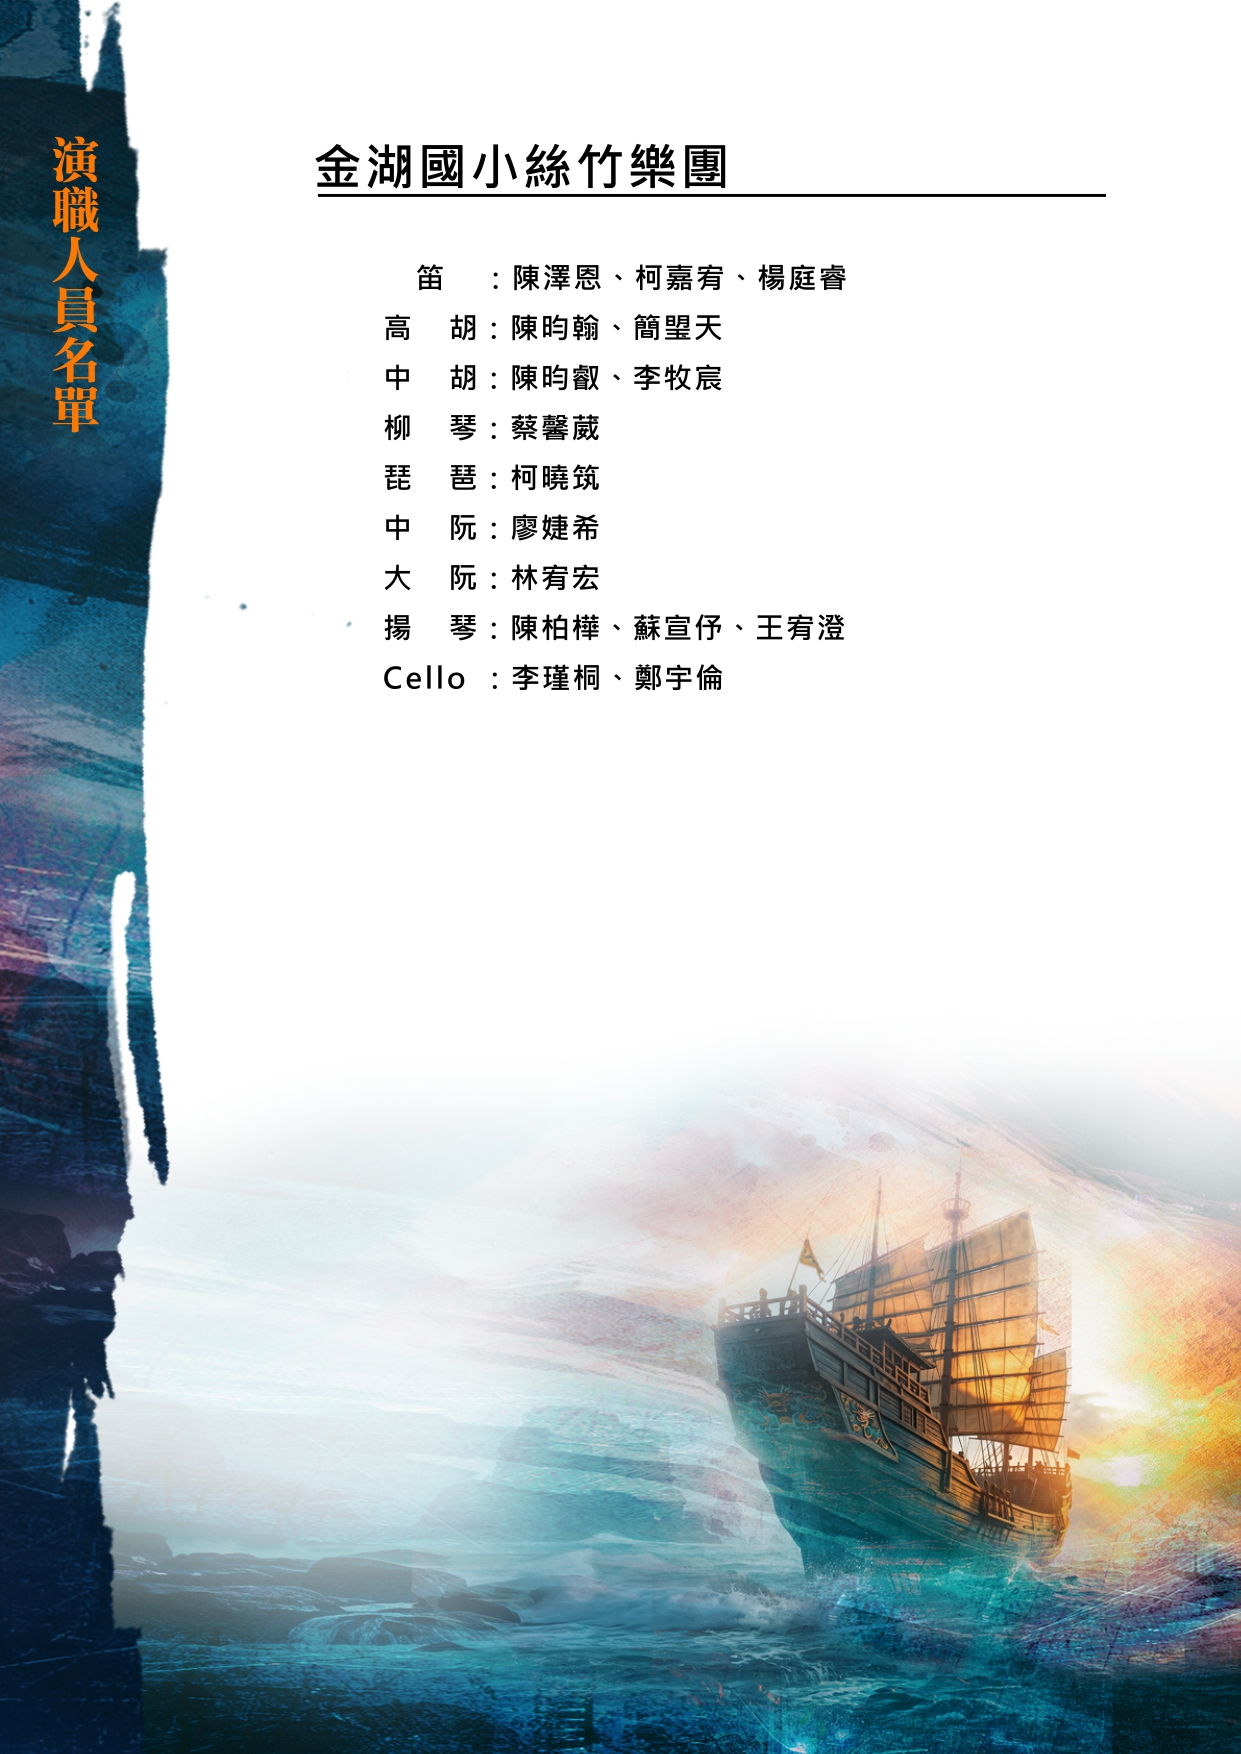 演職人員名單
金湖國小絲竹樂團
笛　：陳澤恩、柯嘉宥、楊庭睿
高　胡：陳昀翰、簡朢天
中　胡：陳昀叡、李牧宸
柳　琴：蔡馨葳
琵　琶：柯曉筑
中　阮：廖婕希
大　阮：林宥宏
揚　琴：陳柏樺、蘇宣伃、王宥澄
Cello ：李瑾桐、鄭宇倫